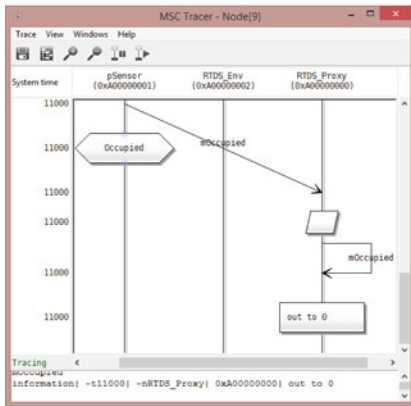 MSC Tracer - Node[9]
Trace View Windows Help
System time
pSensor
(0xA00000001)
RTDS_Env
(0xA00000002)
RTDS_Proxy
(0xA00000000)
11000
11000
Occupied
mOccupied
11000
11000
mOccupied
11000
11000
out to 0
Tracing
mOccupied
information| -t11000| -nRTDS_Proxy| 0xA00000000| out to 0